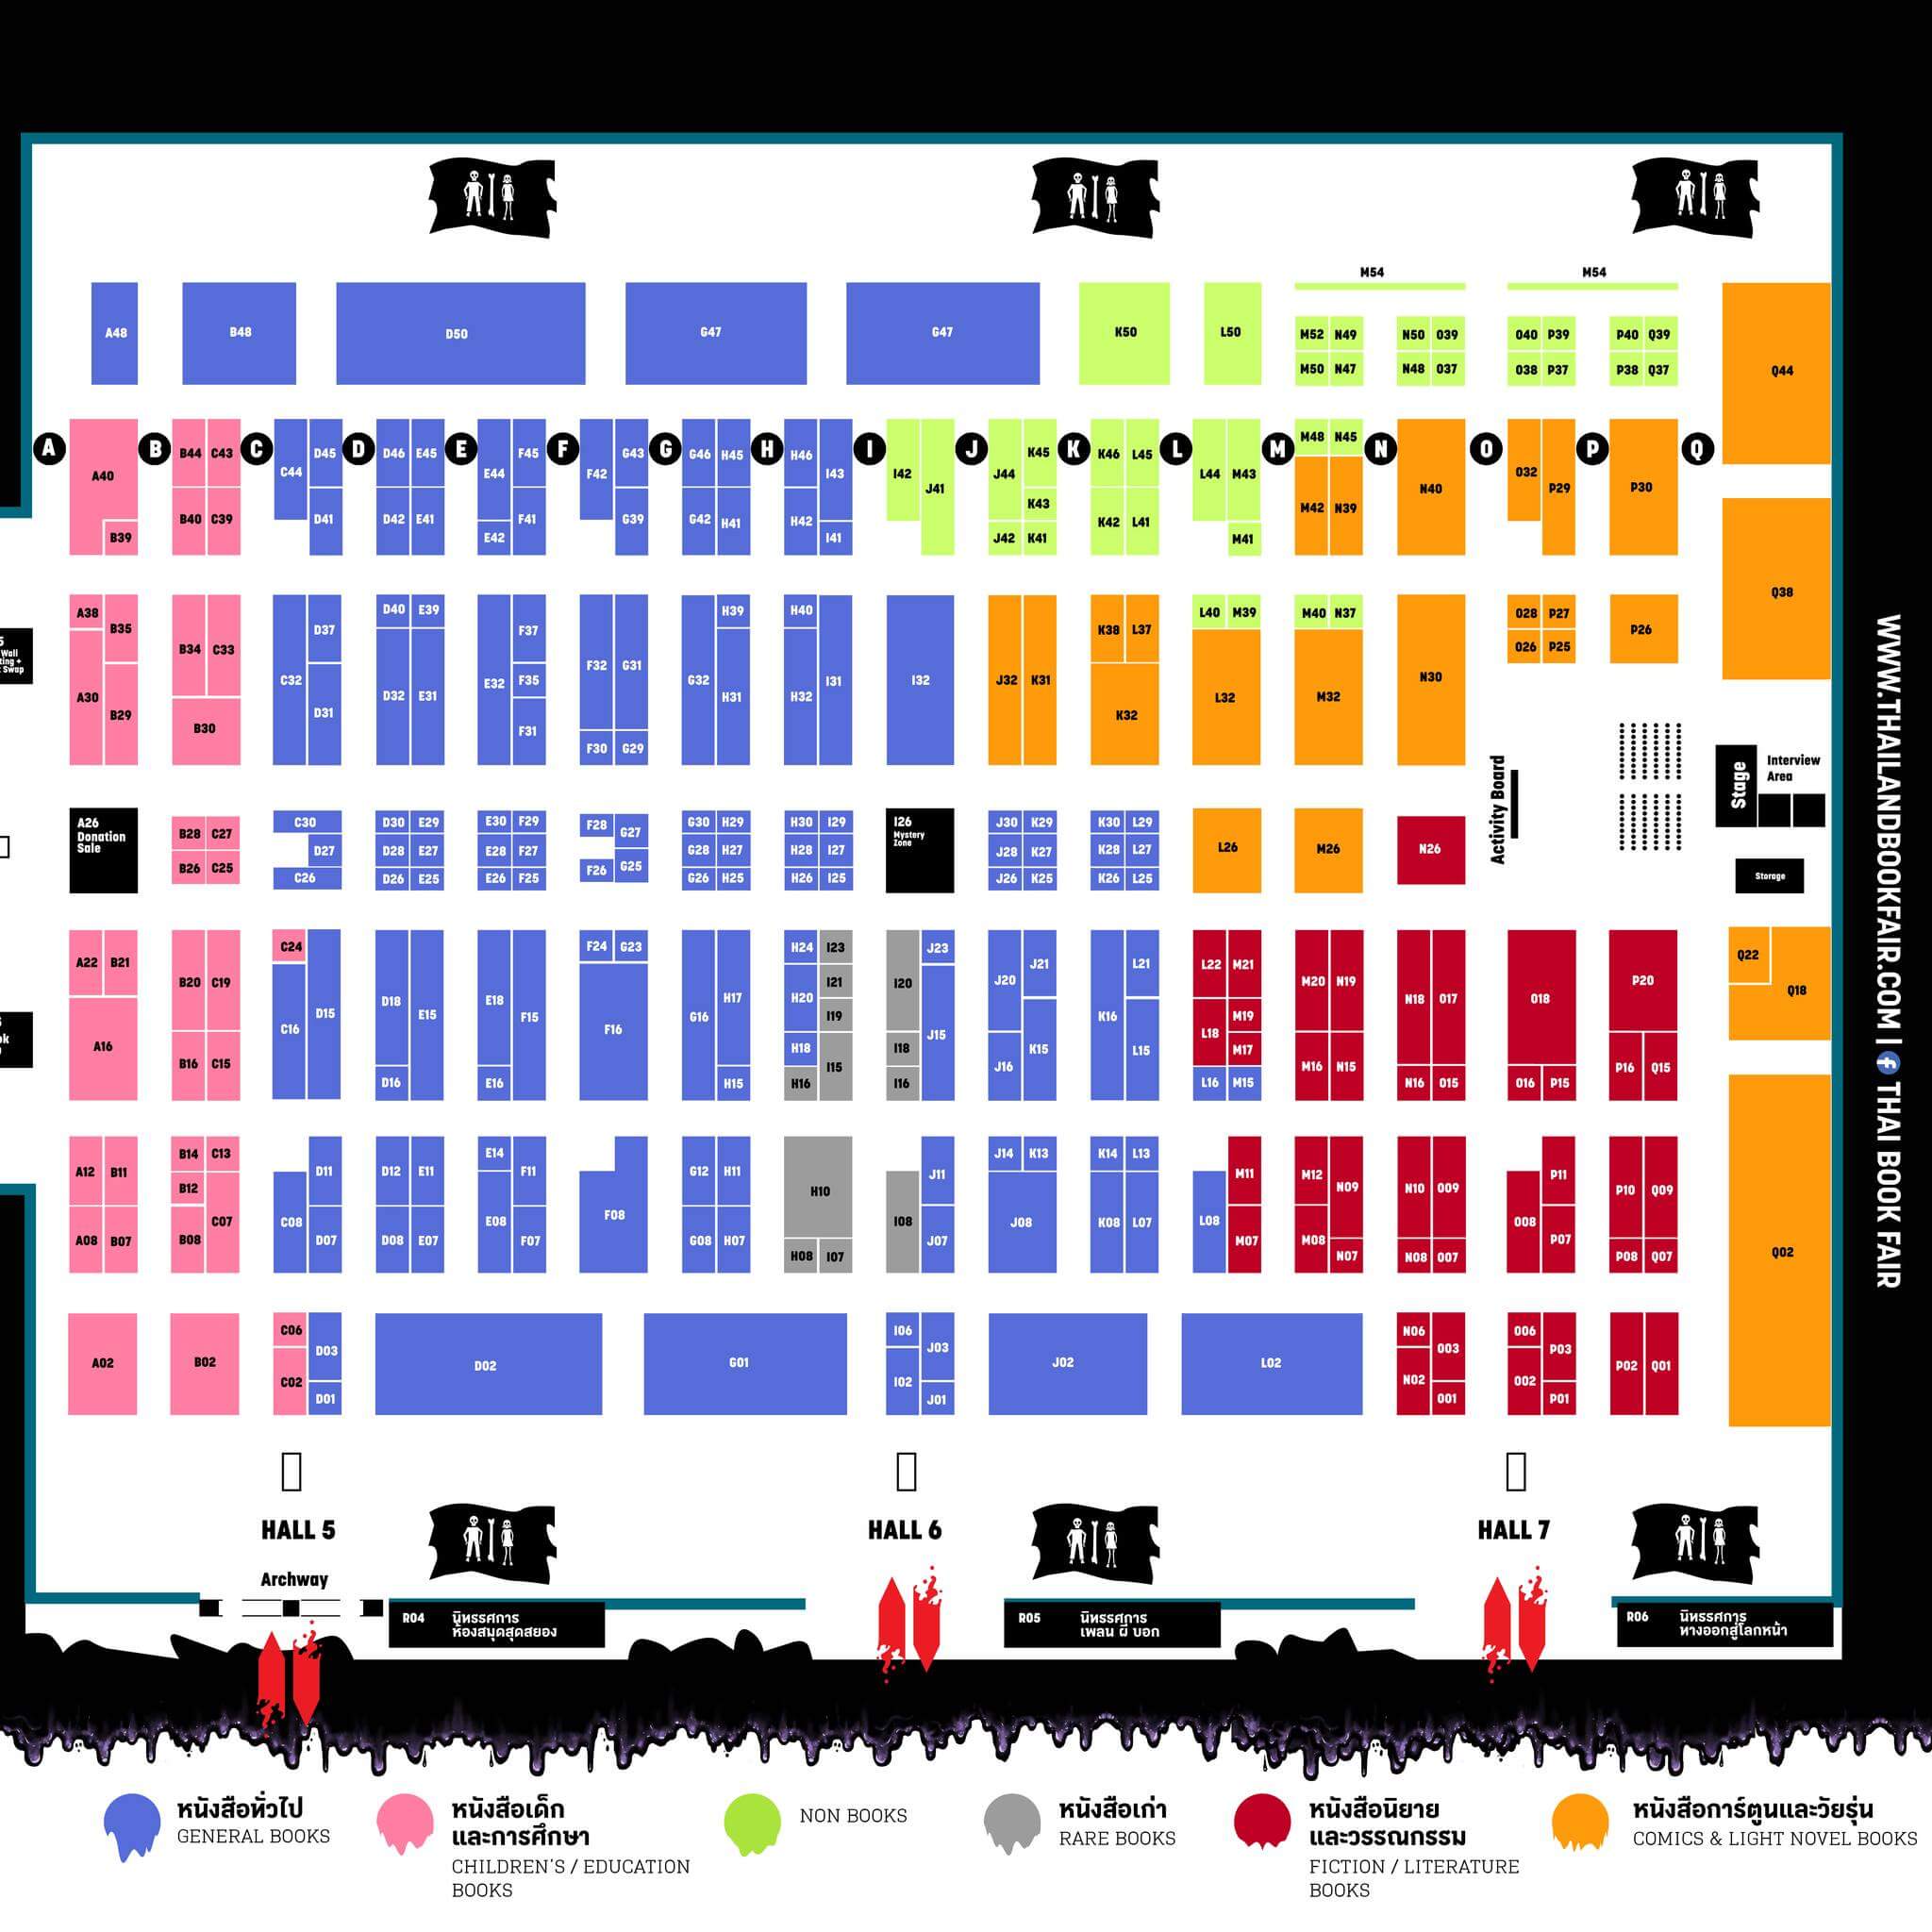 M54 M54
A48 B48 D50 G47 G47 K50 L50 M52 N49 N50 O39 O40 P39 P40 Q39
M50 N47 N48 O37 O38 P37 P38 Q37 Q44
A B C D E F G H I J K L M N O P Q
A40 B44 C43 C44 D45 D46 E45 E44 F45 F42 G43 G46 H45 H46 I43 I42 J41 J44 K45 K46 L45 L44 M43 M48 N45 N40 O32 P29 P30
B39 B40 C39 D41 D42 E41 E42 F41 G39 G42 H41 H42 I41 J42 K43 K41 K42 L41 M41 M42 N39
Q38
A38 B35 B34 C33 C32 D37 D40 E39 E32 F37 F32 G31 G32 H39 H40 I31 I32 J32 K31 K38 L37 L40 M39 M40 N37 N30 O28 P27 P26
O26 P25
A30 B29 B30 D31 D32 E31 F35 F31 F30 G29 H31 H32 K32 L32 M32
Wall
Swap
Activity Board
Stage
Interview
Area
Storage
A26
Donation
Sale
I26
Mystery
Zone
B28 C27 C30 D30 E29 E30 F29 F28 G27 G30 H29 H30 I29 J30 K29 K30 L29 L26 M26 N26
D27 D28 E27 E28 F27 G28 H27 H28 I27 J28 K27 K28 L27
B26 C25 C26 D26 E25 E26 F25 F26 G25 G26 H25 H26 I25 J26 K25 K26 L25
A22 B21 B20 C19 C24 D15 D18 E15 E18 F15 F24 G23 G16 H17 H24 I23 I20 J23 J20 J21 K16 L21 L22 M21 M20 N19 N18 O17 O18 P20 Q22 Q18
H20 I21 I19 J15 M19
A16 B16 C15 C16 D16 E16 F16 H15 H18 H16 I15 I18 I16 J16 K15 L15 L18 M17 L16 M15 M16 N15 N16 O15 O16 P15 P16 Q15
A12 B11 B14 C13 D11 D12 E11 E14 F11 G12 H11 H10 J11 J14 K13 K14 L13 M11 M12 N09 N10 O09 P11 P10 Q09
B12
A08 B07 B08 C07 C08 D07 D08 E07 E08 F07 F08 G08 H07 H08 I07 I08 J07 J08 K08 L07 L08 M07 M08 N07 N08 O07 O08 P07 P08 Q07 Q02
A02 B02 C06 D03 D02 G01 I06 J03 J02 L02 N06 O03 O06 P03 P02 Q01
C02 D01 I02 J01 N02 O01 O02 P01
HALL 5
HALL 6
HALL 7
Archway
R04 นิทรรศการ
ห้องสมุดสุดสยอง
R05 นิทรรศการ
เพลน ผี บอก
R06 นิทรรศการ
ทางออกสู่โลกหน้า
WWW.THAILANDBOOKFAIR.COM | f THAI BOOK FAIR
หนังสือทั่วไป
GENERAL BOOKS
หนังสือเด็ก
และการศึกษา
CHILDREN'S / EDUCATION
BOOKS
NON BOOKS
หนังสือเก่า
RARE BOOKS
หนังสือนิยาย
และวรรณกรรม
FICTION / LITERATURE
BOOKS
หนังสือการ์ตูนและวัยรุ่น
COMICS & LIGHT NOVEL BOOKS